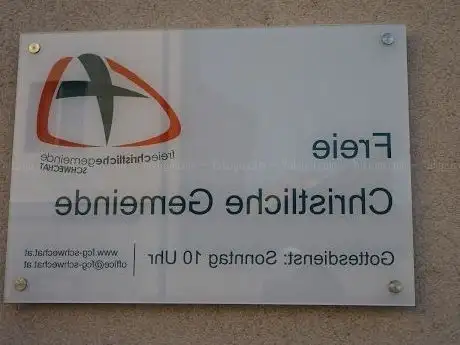 freiechristlichegemeinde
SCHWECHAT
Freie
Christliche Gemeinde
Gottesdienst: Sonntag 10 Uhr
www.fcg-schwechat.at
office@fcg-schwechat.at